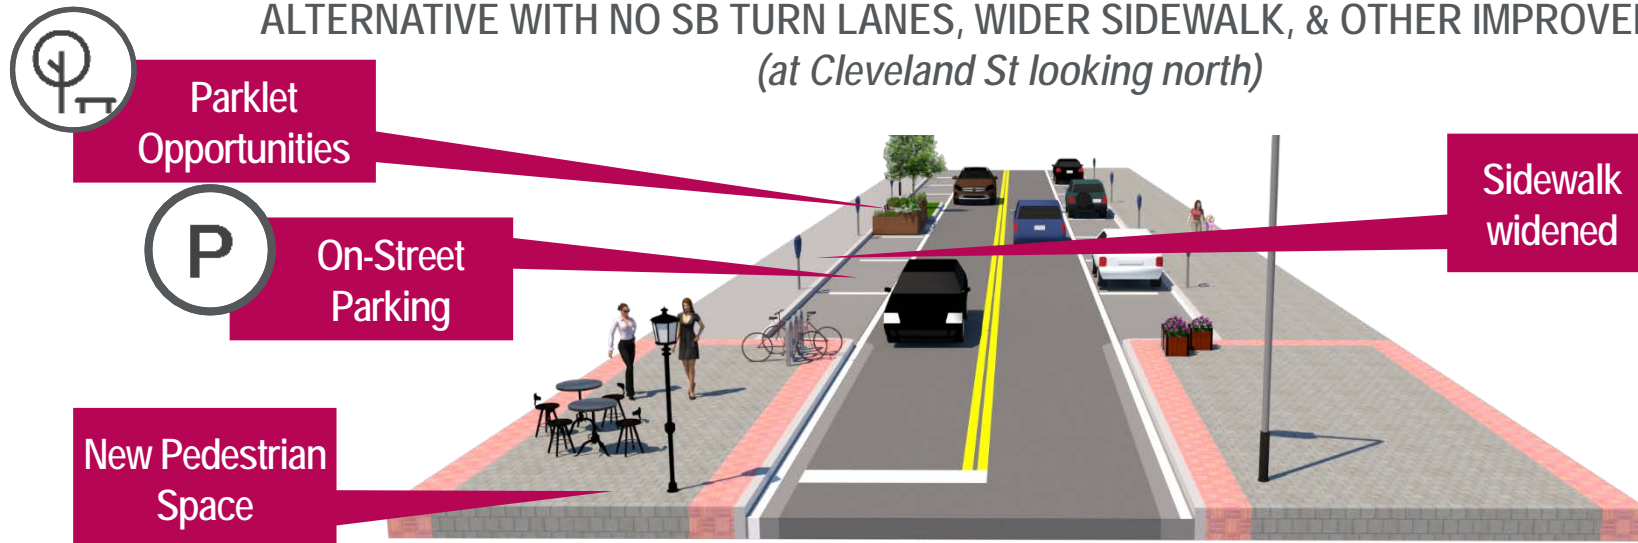 ALTERNATIVE WITH NO SB TURN LANES, WIDER SIDEWALK, & OTHER
(at Cleveland St looking north)
Parklet
Opportunities
P
On-Street
Parking
Sidewalk
widened
New Pedestrian
Space